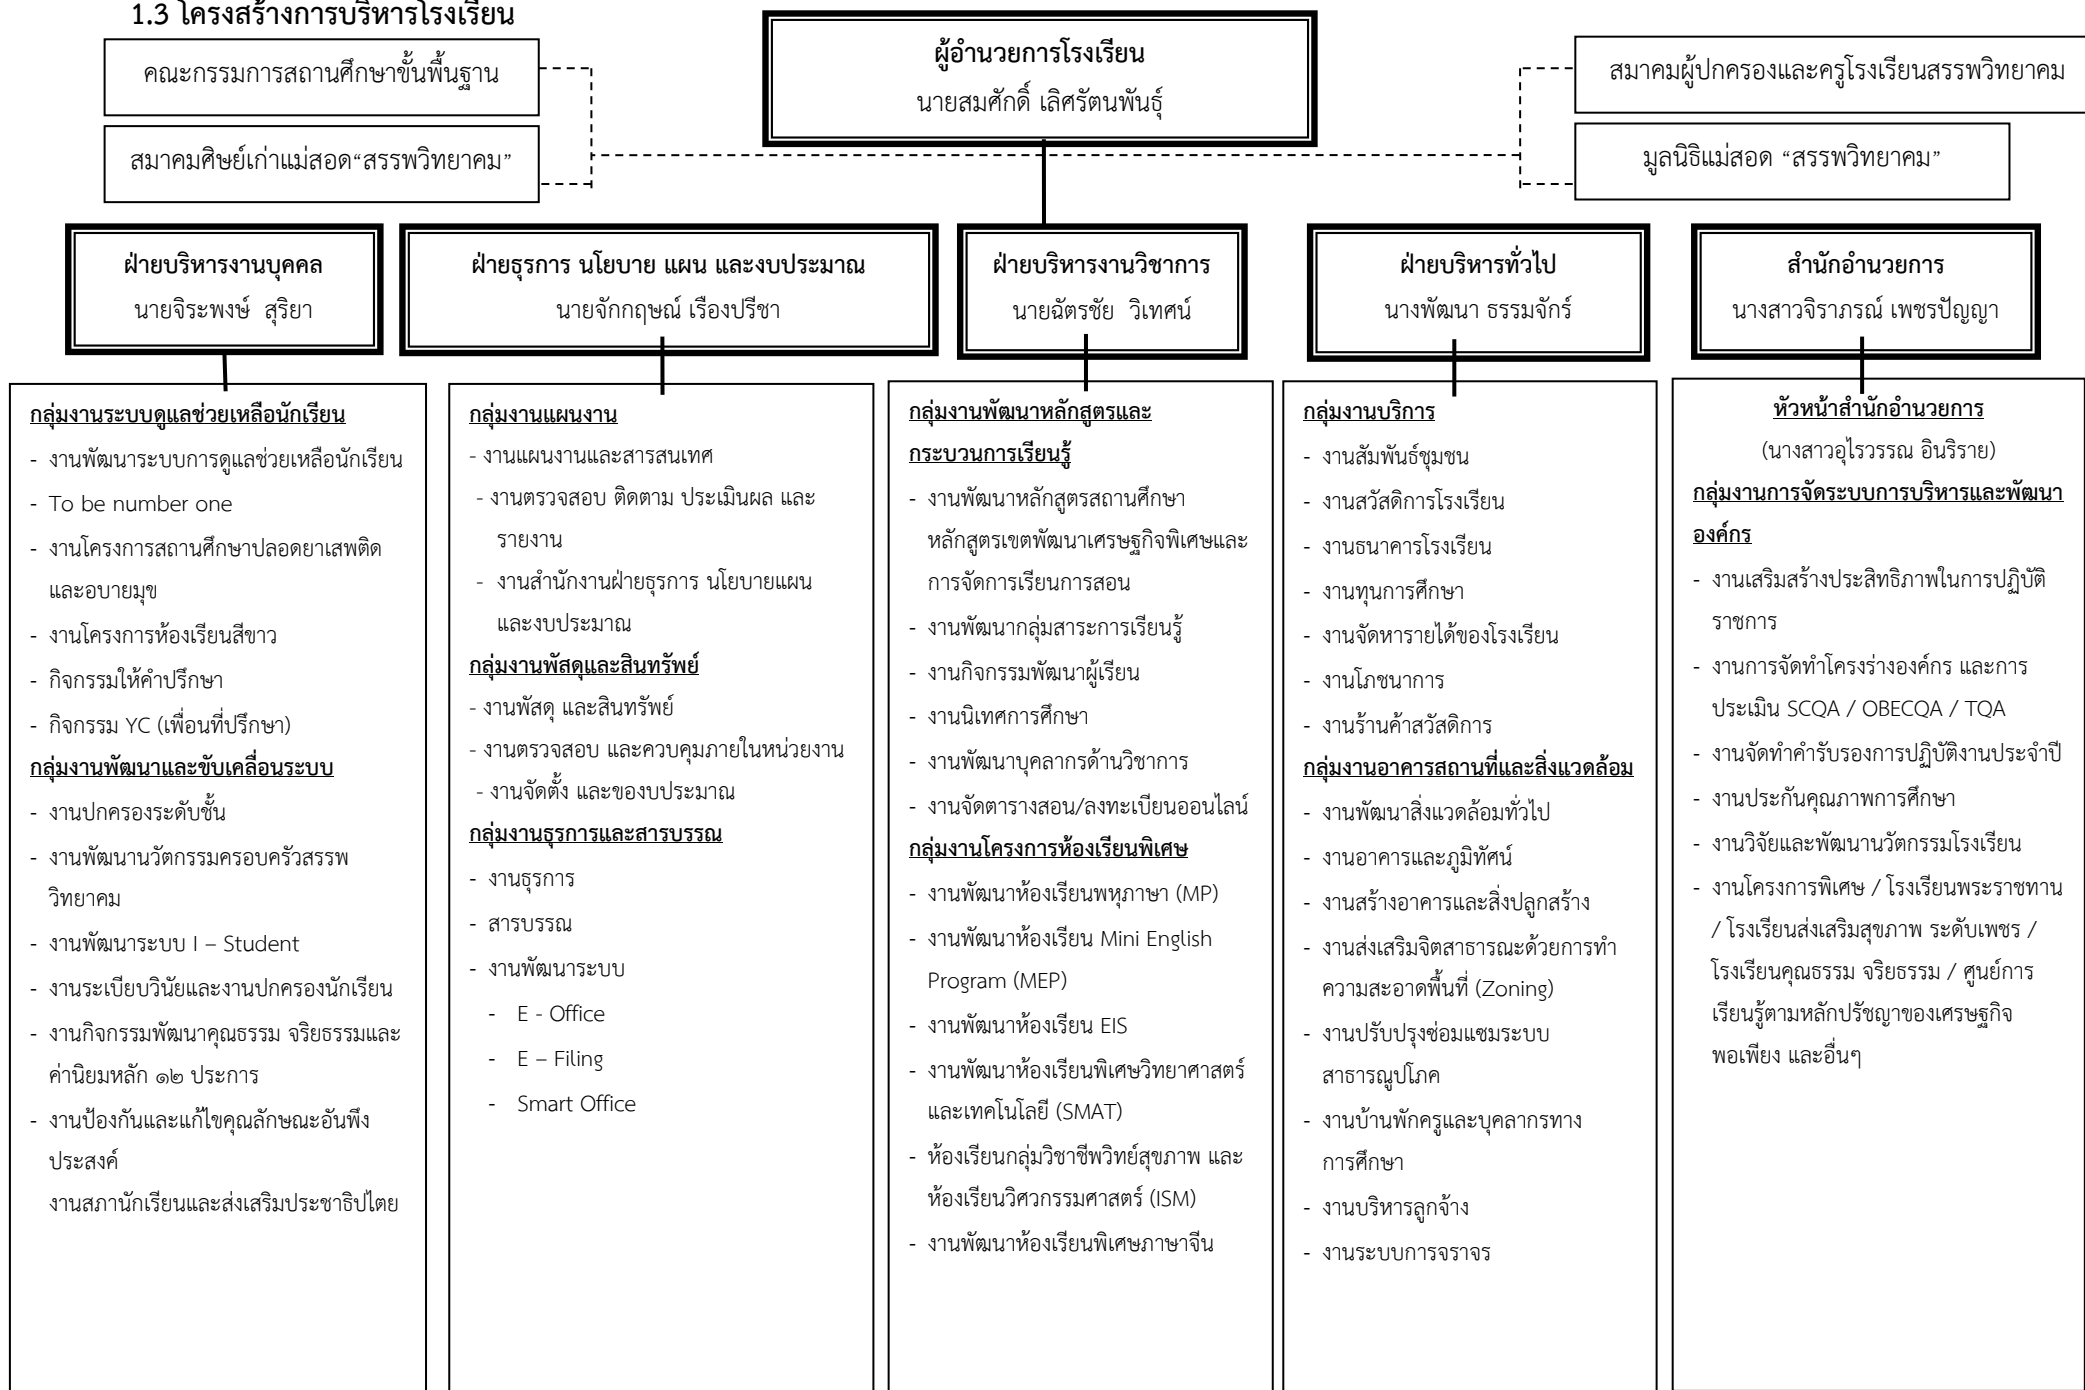 1.3 โครงสร้างการบริหารโรงเรียน
คณะกรรมการสถานศึกษาขั้นพื้นฐาน
สมาคมศิษย์เก่าแม่สอด“สรรพวิทยาคม”
ผู้อำนวยการโรงเรียน
นายสมศักดิ์ เลิศรัตนพันธุ์
สมาคมผู้ปกครองและครูโรงเรียนสรรพวิทยาคม
มูลนิธิแม่สอด “สรรพวิทยาคม”
ฝ่ายบริหารงานบุคคล
นายจิระพงษ์ สุริยา
ฝ่ายธุรการ นโยบาย แผน และงบประมาณ
นายจักกฤษณ์ เรืองปรีชา
ฝ่ายบริหารงานวิชาการ
นายฉัตรชัย วิเทศน์
ฝ่ายบริหารทั่วไป
นางพัฒนา ธรรมจักร์
สำนักอำนวยการ
นางสาวจิราภรณ์ เพชรปัญญา
กลุ่มงานระบบดูแลช่วยเหลือนักเรียน
- งานพัฒนาระบบการดูแลช่วยเหลือนักเรียน
- To be number one
- งานโครงการสถานศึกษาปลอดยาเสพติด
และอบายมุข
- งานโครงการห้องเรียนสีขาว
- กิจกรรมให้คำปรึกษา
- กิจกรรม YC (เพื่อนที่ปรึกษา)
กลุ่มงานพัฒนาและขับเคลื่อนระบบ
- งานปกครองระดับชั้น
- งานพัฒนานวัตกรรมครอบครัวสรรพ
วิทยาคม
- งานพัฒนาระบบ I – Student
- งานระเบียบวินัยและงานปกครองนักเรียน
- งานกิจกรรมพัฒนาคุณธรรม จริยธรรมและ
ค่านิยมหลัก ๑๒ ประการ
- งานป้องกันและแก้ไขคุณลักษณะอันพึง
ประสงค์
งานสภานักเรียนและส่งเสริมประชาธิปไตย
กลุ่มงานแผนงาน
- งานแผนงานและสารสนเทศ
- งานตรวจสอบ ติดตาม ประเมินผล และ
รายงาน
- งานสำนักงานฝ่ายธุรการ นโยบายแผน
และงบประมาณ
กลุ่มงานพัสดุและสินทรัพย์
- งานพัสดุ และสินทรัพย์
- งานตรวจสอบ และควบคุมภายในหน่วยงาน
- งานจัดตั้ง และของบประมาณ
กลุ่มงานธุรการและสารบรรณ
- งานธุรการ
- สารบรรณ
- งานพัฒนาระบบ
- E - Office
- E – Filing
- Smart Office
กลุ่มงานพัฒนาหลักสูตรและ
กระบวนการเรียนรู้
- งานพัฒนาหลักสูตรสถานศึกษา
หลักสูตรเขตพัฒนาเศรษฐกิจพิเศษและ
การจัดการเรียนการสอน
- งานพัฒนากลุ่มสาระการเรียนรู้
- งานกิจกรรมพัฒนาผู้เรียน
- งานนิเทศการศึกษา
- งานพัฒนาบุคลากรด้านวิชาการ
- งานจัดตารางสอน/ลงทะเบียนออนไลน์
กลุ่มงานโครงการห้องเรียนพิเศษ
- งานพัฒนาห้องเรียนพหุภาษา (MP)
- งานพัฒนาห้องเรียน Mini English
Program (MEP)
- งานพัฒนาห้องเรียน EIS
- งานพัฒนาห้องเรียนพิเศษวิทยาศาสตร์
และเทคโนโลยี (SMAT)
- ห้องเรียนกลุ่มวิชาชีพวิทย์สุขภาพ และ
ห้องเรียนวิศวกรรมศาสตร์ (ISM)
- งานพัฒนาห้องเรียนพิเศษภาษาจีน
กลุ่มงานบริการ
- งานสัมพันธ์ชุมชน
- งานสวัสดิการโรงเรียน
- งานธนาคารโรงเรียน
- งานทุนการศึกษา
- งานจัดหารายได้ของโรงเรียน
- งานโภชนาการ
- งานร้านค้าสวัสดิการ
กลุ่มงานอาคารสถานที่และสิ่งแวดล้อม
- งานพัฒนาสิ่งแวดล้อมทั่วไป
- งานอาคารและภูมิทัศน์
- งานสร้างอาคารและสิ่งปลูกสร้าง
- งานส่งเสริมจิตสาธารณะด้วยการทำ
ความสะอาดพื้นที่ (Zoning)
- งานปรับปรุงซ่อมแซมระบบ
สาธารณูปโภค
- งานบ้านพักครูและบุคลากรทาง
การศึกษา
- งานบริหารลูกจ้าง
- งานระบบการจราจร
หัวหน้าสำนักอำนวยการ
(นางสาวอุไรวรรณ อินริราย)
กลุ่มงานการจัดระบบการบริหารและพัฒนา
องค์กร
- งานเสริมสร้างประสิทธิภาพในการปฏิบัติ
ราชการ
- งานการจัดทำโครงร่างองค์กร และการ
ประเมิน SCQA / OBECQA / TQA
- งานจัดทำคำรับรองการปฏิบัติงานประจำปี
- งานประกันคุณภาพการศึกษา
- งานวิจัยและพัฒนานวัตกรรมโรงเรียน
- งานโครงการพิเศษ / โรงเรียนพระราชทาน
/ โรงเรียนส่งเสริมสุขภาพ ระดับเพชร /
โรงเรียนคุณธรรม จริยธรรม / ศูนย์การ
เรียนรู้ตามหลักปรัชญาของเศรษฐกิจ
พอเพียง และอื่นๆ